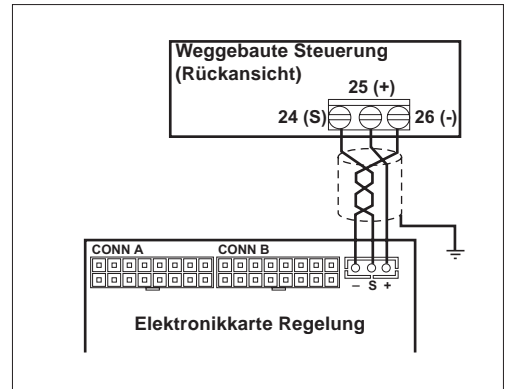 Weggebaute Steuerung
(Rückansicht)
25 (+)
24 (S) 26 (-)
CONN A CONN B
– S +
Elektronikkarte Regelung